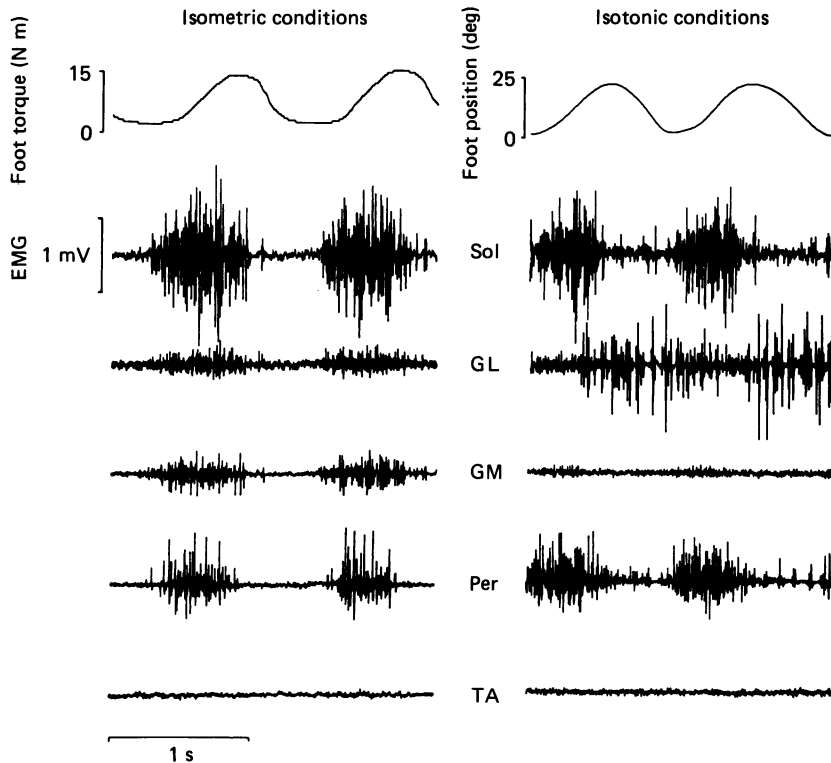 Isometric conditions
Isotonic conditions
Foot torque (N m)
15
0
Foot position (deg)
25
0
EMG
1 mV
Sol
GL
GM
Per
TA
1 s